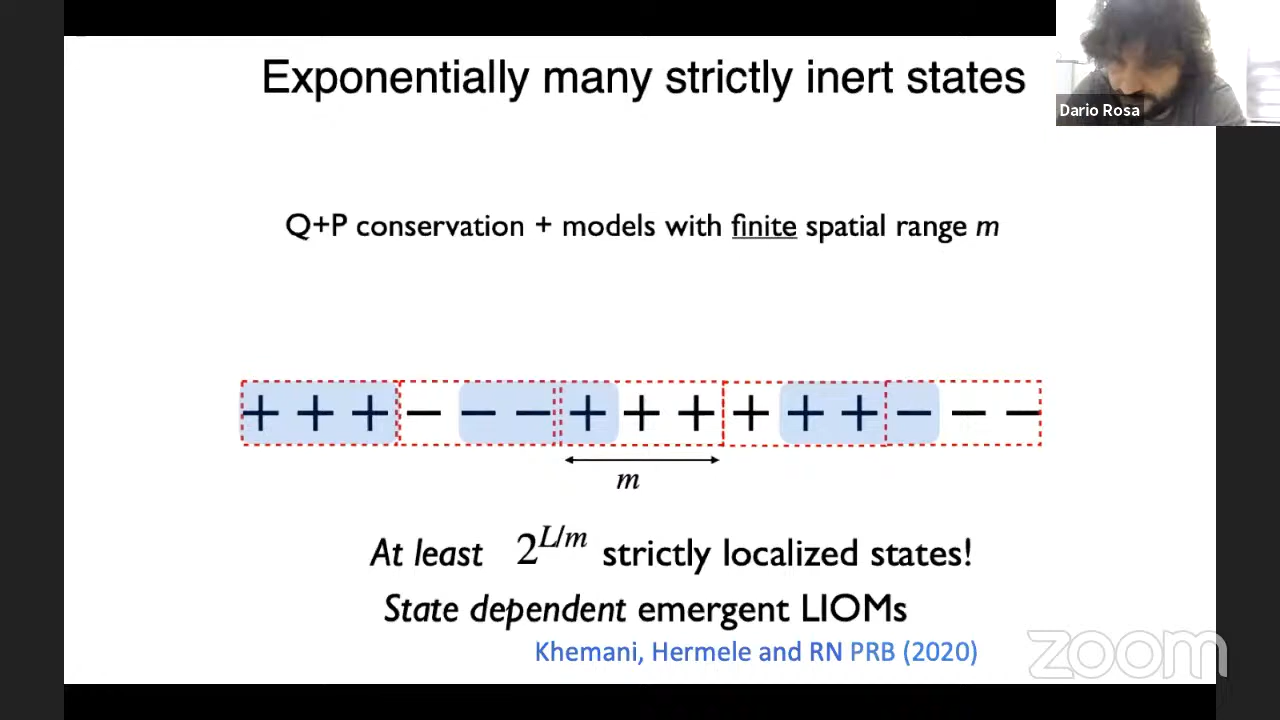 Exponentially many strictly inert states
Dario Rosa
Q+P conservation + models with finite spatial range m
+ + + − − − + + + + + + − − −
m
At least 2^{L/m} strictly localized states!
State dependent emergent LIOMs
Khemani, Hermele and RN PRB (2020)
zoom